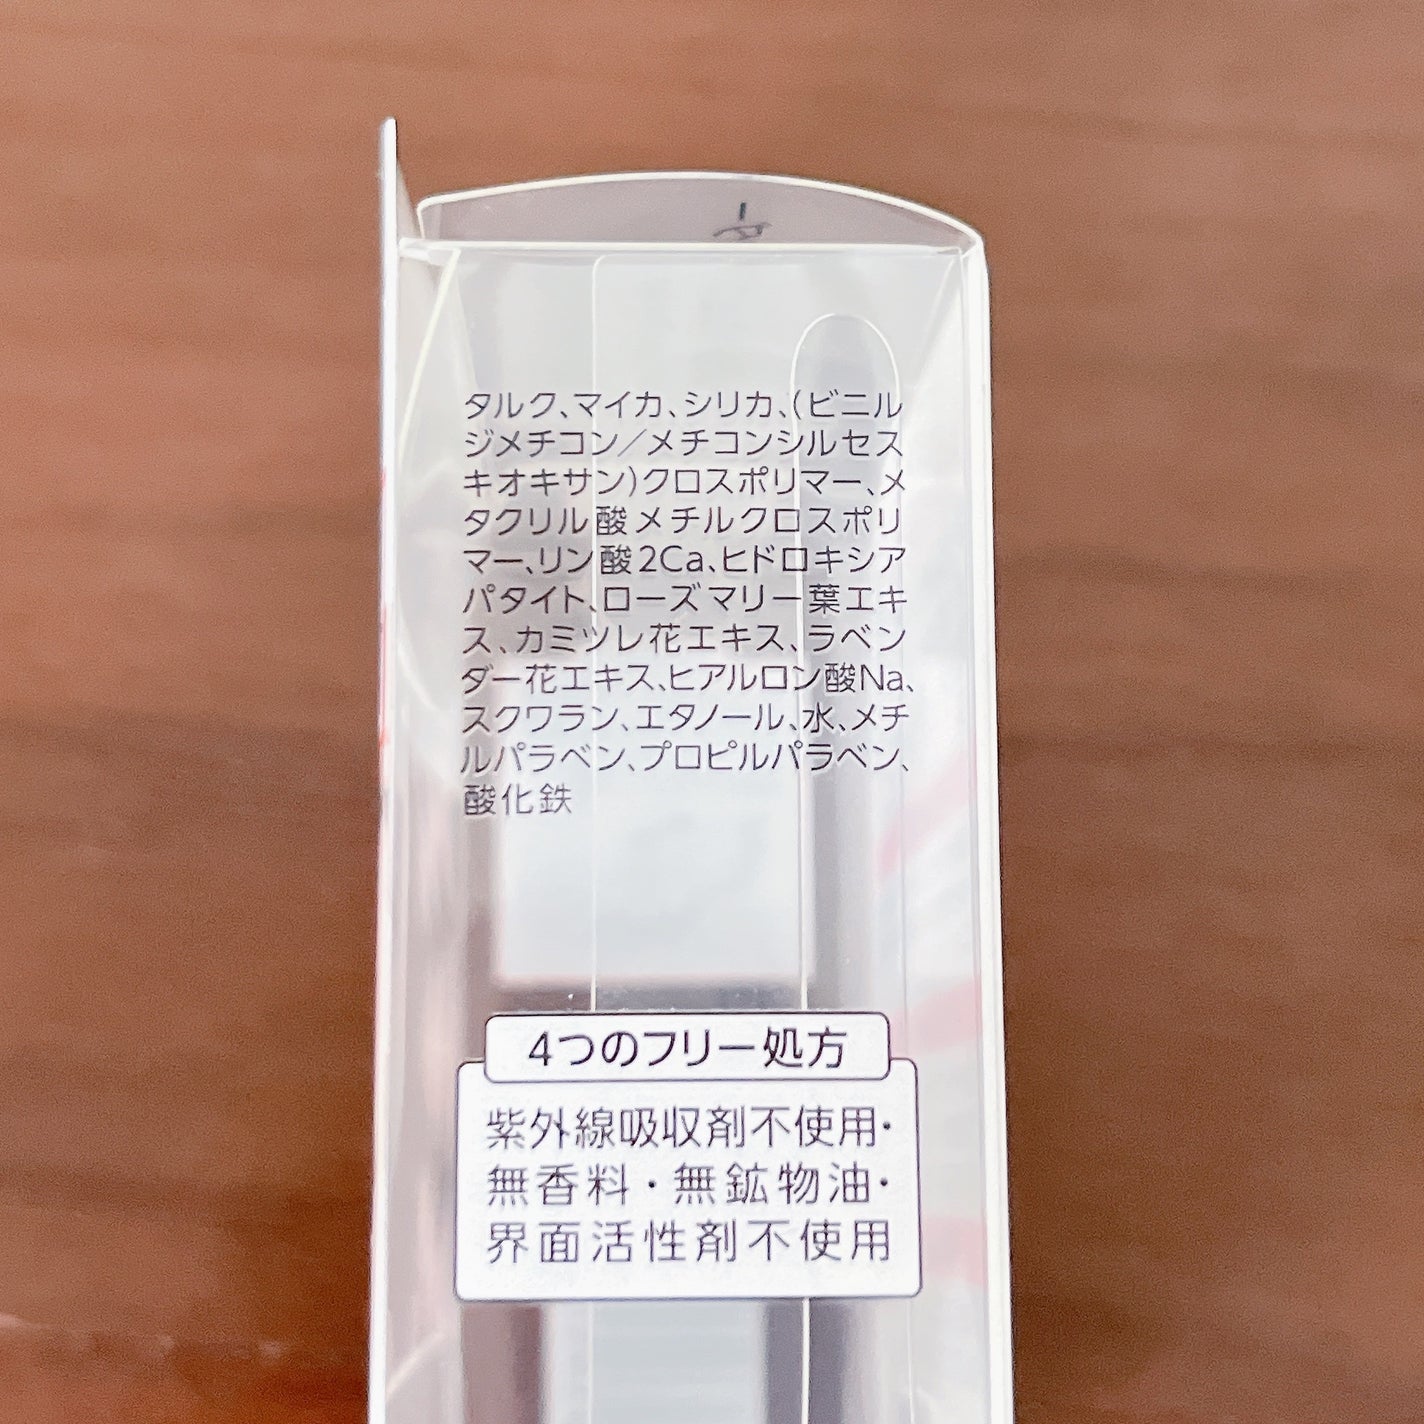 タルク、マイカ、シリカ、(ビニル
ジメチコン/メチコンシルセス
キオキサン)クロスポリマー、メ
タクリル酸メチルクロスポリ
マー、リン酸2Ca、ヒドロキシア
パタイト、ローズマリー葉エキ
ス、カミツレ花エキス、ラベン
ダー花エキス、ヒアルロン酸Na、
スクワラン、エタノール、水、メチ
ルパラベン、プロピルパラベン、
酸化鉄
4つのフリー処方
紫外線吸収剤不使用・
無香料・無鉱物油・
界面活性剤不使用